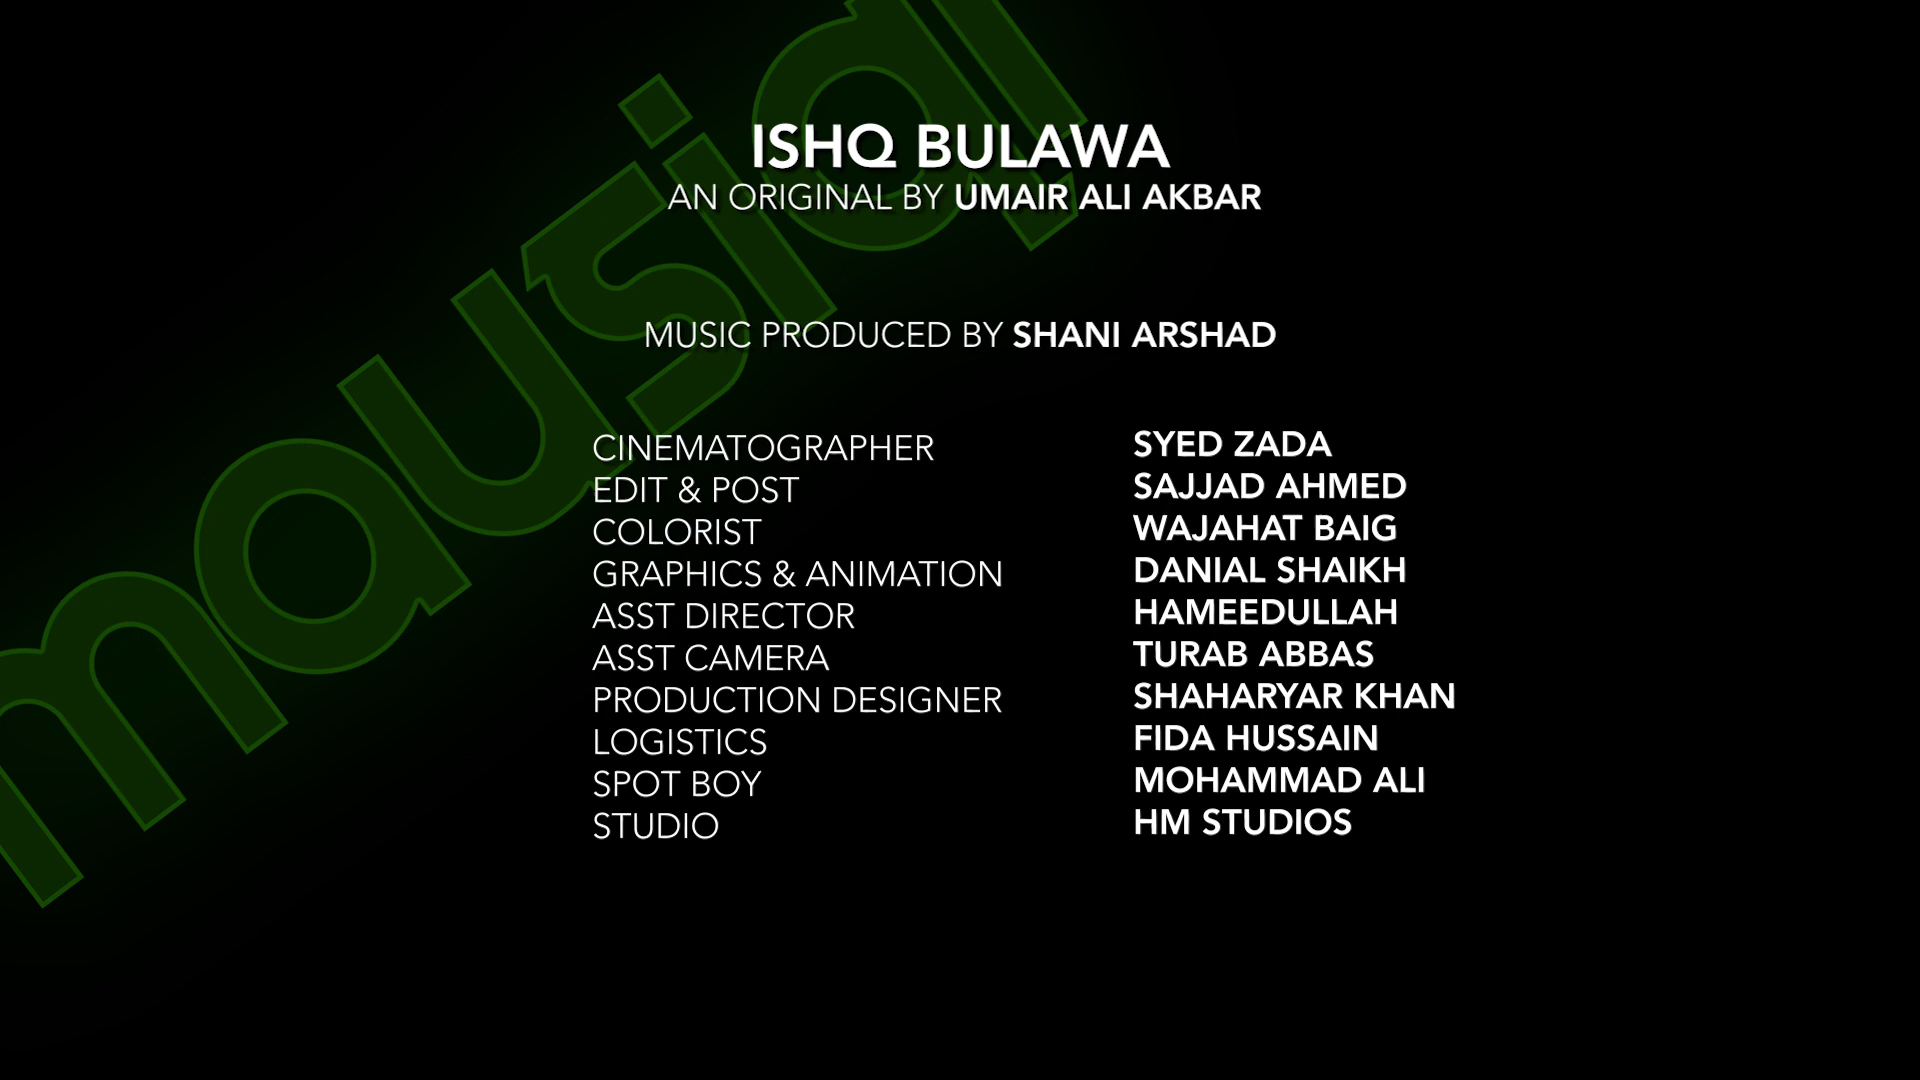 mausiqi
ISHQ BULAWA
AN ORIGINAL BY UMAIR ALI AKBAR
MUSIC PRODUCED BY SHANI ARSHAD
CINEMATOGRAPHER SYED ZADA
EDIT & POST SAJJAD AHMED
COLORIST WAJAHAT BAIG
GRAPHICS & ANIMATION DANIAL SHAIKH
ASST DIRECTOR HAMEEDULLAH
ASST CAMERA TURAB ABBAS
PRODUCTION DESIGNER SHAHARYAR KHAN
LOGISTICS FIDA HUSSAIN
SPOT BOY MOHAMMAD ALI
STUDIO HM STUDIOS